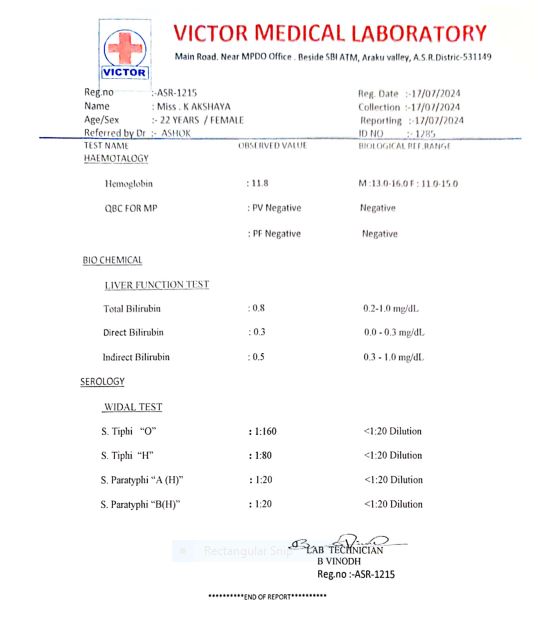 VICTOR MEDICAL LABORATORY
Main Road. Near MPDO Office . Beside SBI ATM, Araku valley, A.S.R.Distric-531149
VICTOR
Reg.no :-ASR-1215 Reg. Date :-17/07/2024
Name : Miss . K AKSHAYA Collection :-17/07/2024
Age/Sex :- 22 YEARS / FEMALE Reporting :-17/07/2024
Referred by Dr :- ASHOK ID NO :- 1285
TEST NAME OBSERVED VALUE BIOLOGICAL REF.RANGE
HAEMOTALOGY
Hemoglobin : 11.8 M :13.0-16.0 F : 11.0-15.0
QBC FOR MP : PV Negative Negative
: PF Negative Negative
BIO CHEMICAL
LIVER FUNCTION TEST
Total Bilirubin : 0.8 0.2-1.0 mg/dL
Direct Bilirubin : 0.3 0.0 - 0.3 mg/dL
Indirect Bilirubin : 0.5 0.3 - 1.0 mg/dL
SEROLOGY
WIDAL TEST
S. Tiphi “O” : 1:160 <1:20 Dilution
S. Tiphi “H” : 1:80 <1:20 Dilution
S. Paratyphi “A (H)” : 1:20 <1:20 Dilution
S. Paratyphi “B(H)” : 1:20 <1:20 Dilution
Rectangular Snip
LAB TECHNICIAN
B VINODH
Reg.no :-ASR-1215
**********END OF REPORT**********